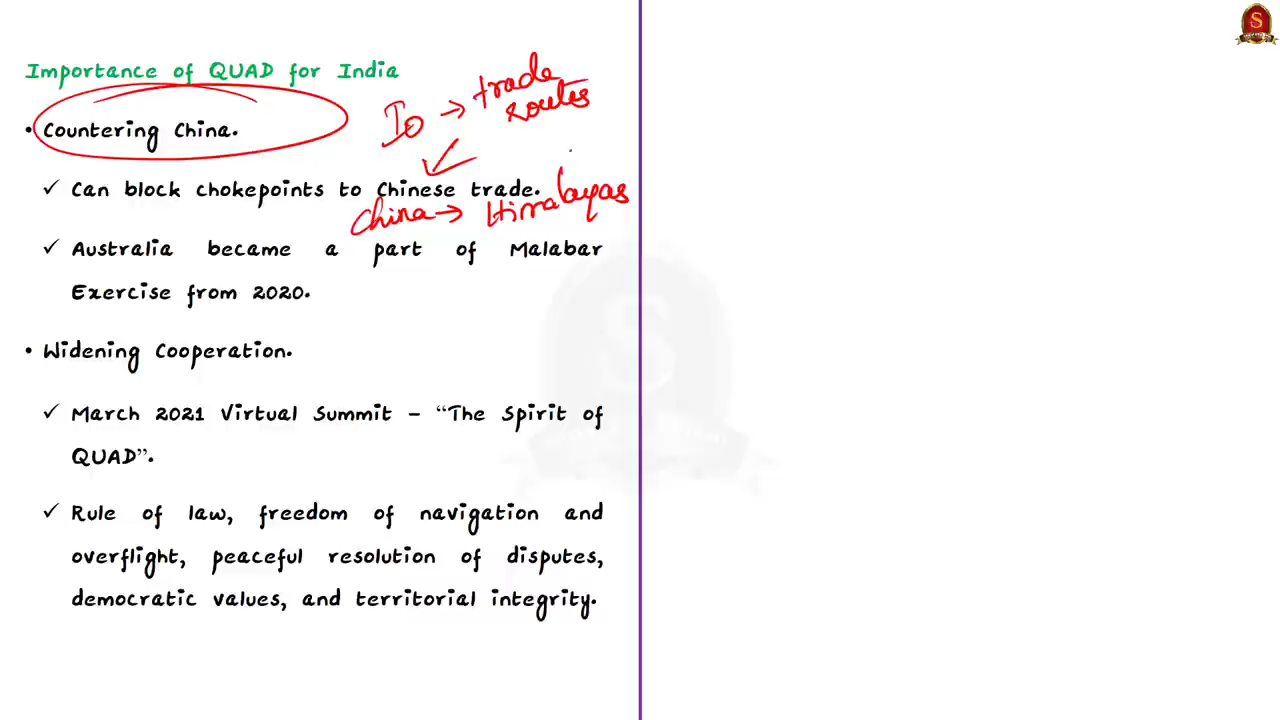 Importance of QUAD for India
• Countering China.
IO → trade
routes
✓ Can block chokepoints to Chinese trade.
China → Himalayas
✓ Australia became a part of Malabar
Exercise from 2020.
• Widening Cooperation.
✓ March 2021 Virtual Summit – “The Spirit of
QUAD”.
✓ Rule of law, freedom of navigation and
overflight, peaceful resolution of disputes,
democratic values, and territorial integrity.
S